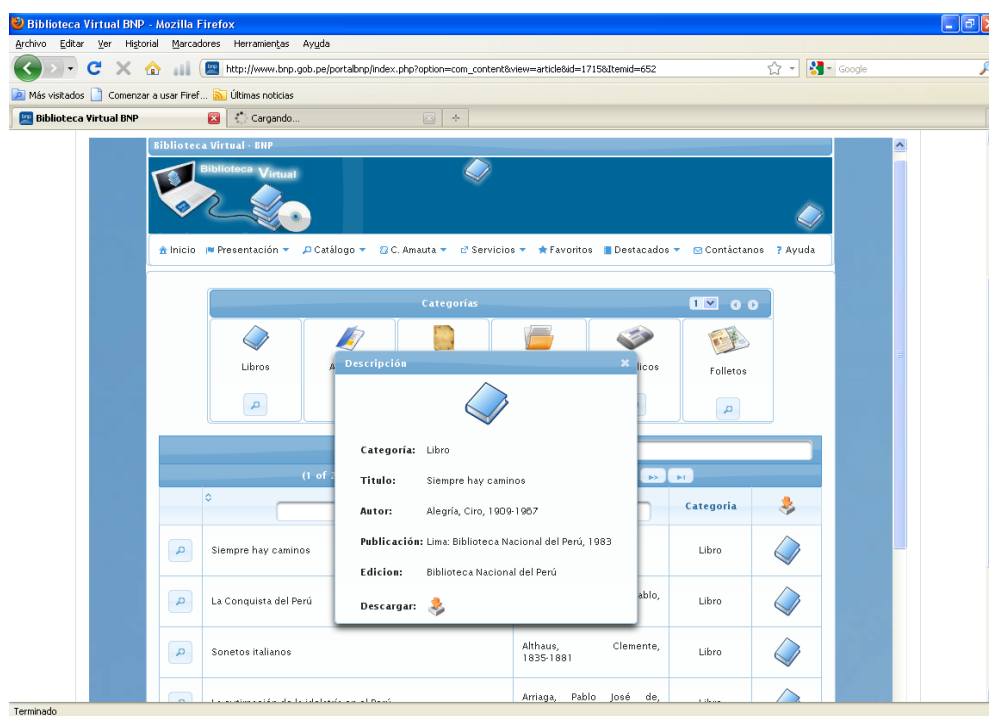 Biblioteca Virtual BNP - Mozilla Firefox
Archivo Editar Ver Historial Marcadores Herramientas Ayuda
http://www.bnp.gob.pe/portalbnp/index.php?option=com_content&view=article&id=1715&Itemid=652
Google
Más visitados Comenzar a usar Firef... Últimas noticias
Biblioteca Virtual BNP Cargando...
Biblioteca Virtual - BNP
Biblioteca Virtual
Inicio Presentación Catálogo C. Amauta Servicios Favoritos Destacados Contáctanos ? Ayuda
Categorías 1
Libros Folletos
Descripción
Categoría: Libro
Titulo: Siempre hay caminos
Autor: Alegría, Ciro, 1909-1967
Publicación: Lima: Biblioteca Nacional del Perú, 1983
Edicion: Biblioteca Nacional del Perú
Descargar:
(1 of
Categoria
Siempre hay caminos Libro
La Conquista del Perú Libro
Sonetos italianos Althaus, Clemente, 1835-1881 Libro
Arriaga, Pablo José de,
Terminado